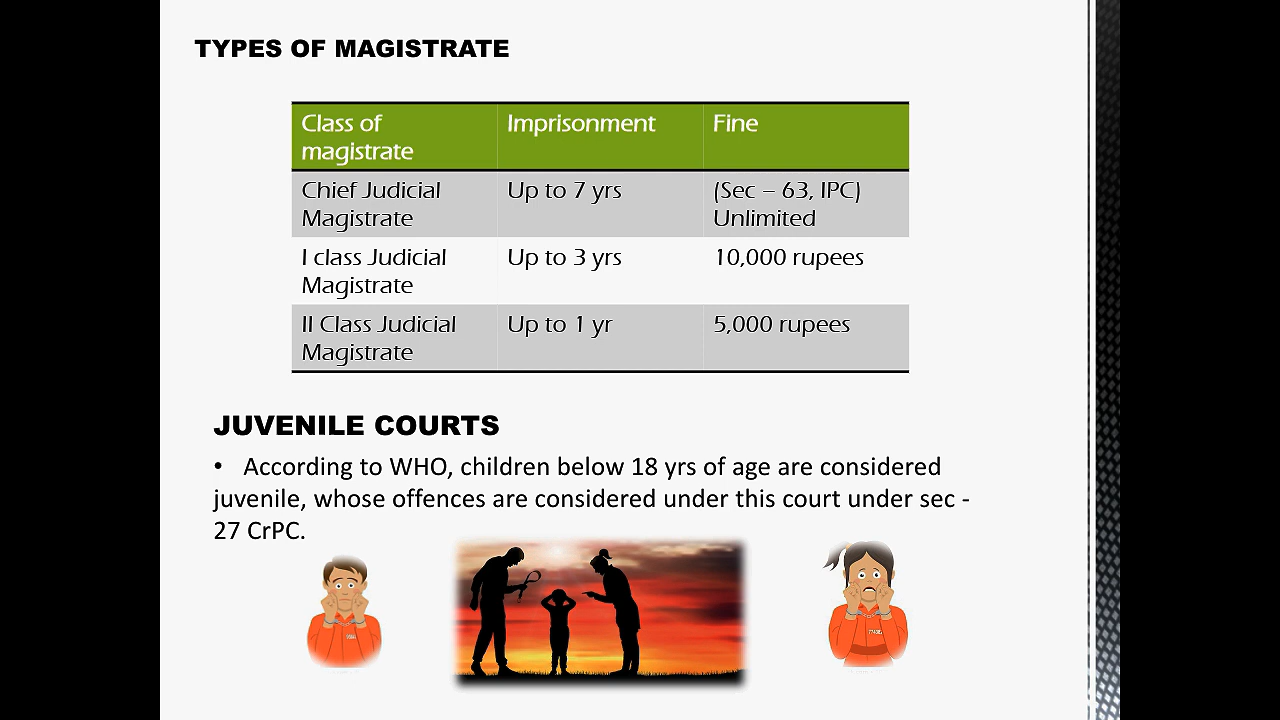 TYPES OF MAGISTRATE
Class of magistrate Imprisonment Fine
Chief Judicial Magistrate Up to 7 yrs (Sec – 63, IPC) Unlimited
I class Judicial Magistrate Up to 3 yrs 10,000 rupees
II Class Judicial Magistrate Up to 1 yr 5,000 rupees
JUVENILE COURTS
• According to WHO, children below 18 yrs of age are considered
juvenile, whose offences are considered under this court under sec -
27 CrPC.